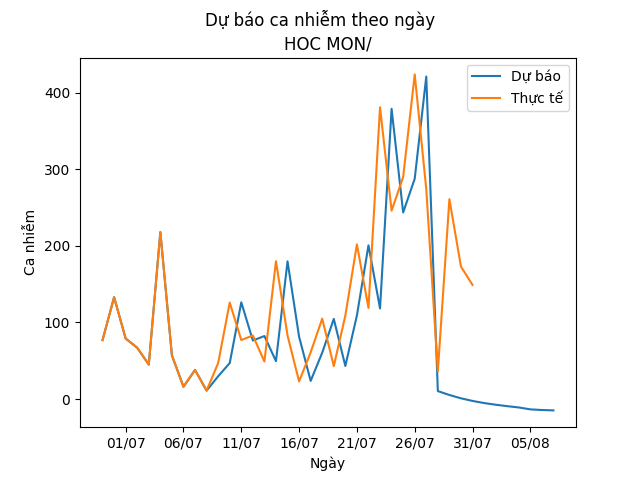 Dự báo ca nhiễm theo ngày
HOC MON/
Dự báo
Thực tế
Ca nhiễm
400
300
200
100
0
01/07 06/07 11/07 16/07 21/07 26/07 31/07 05/08
Ngày